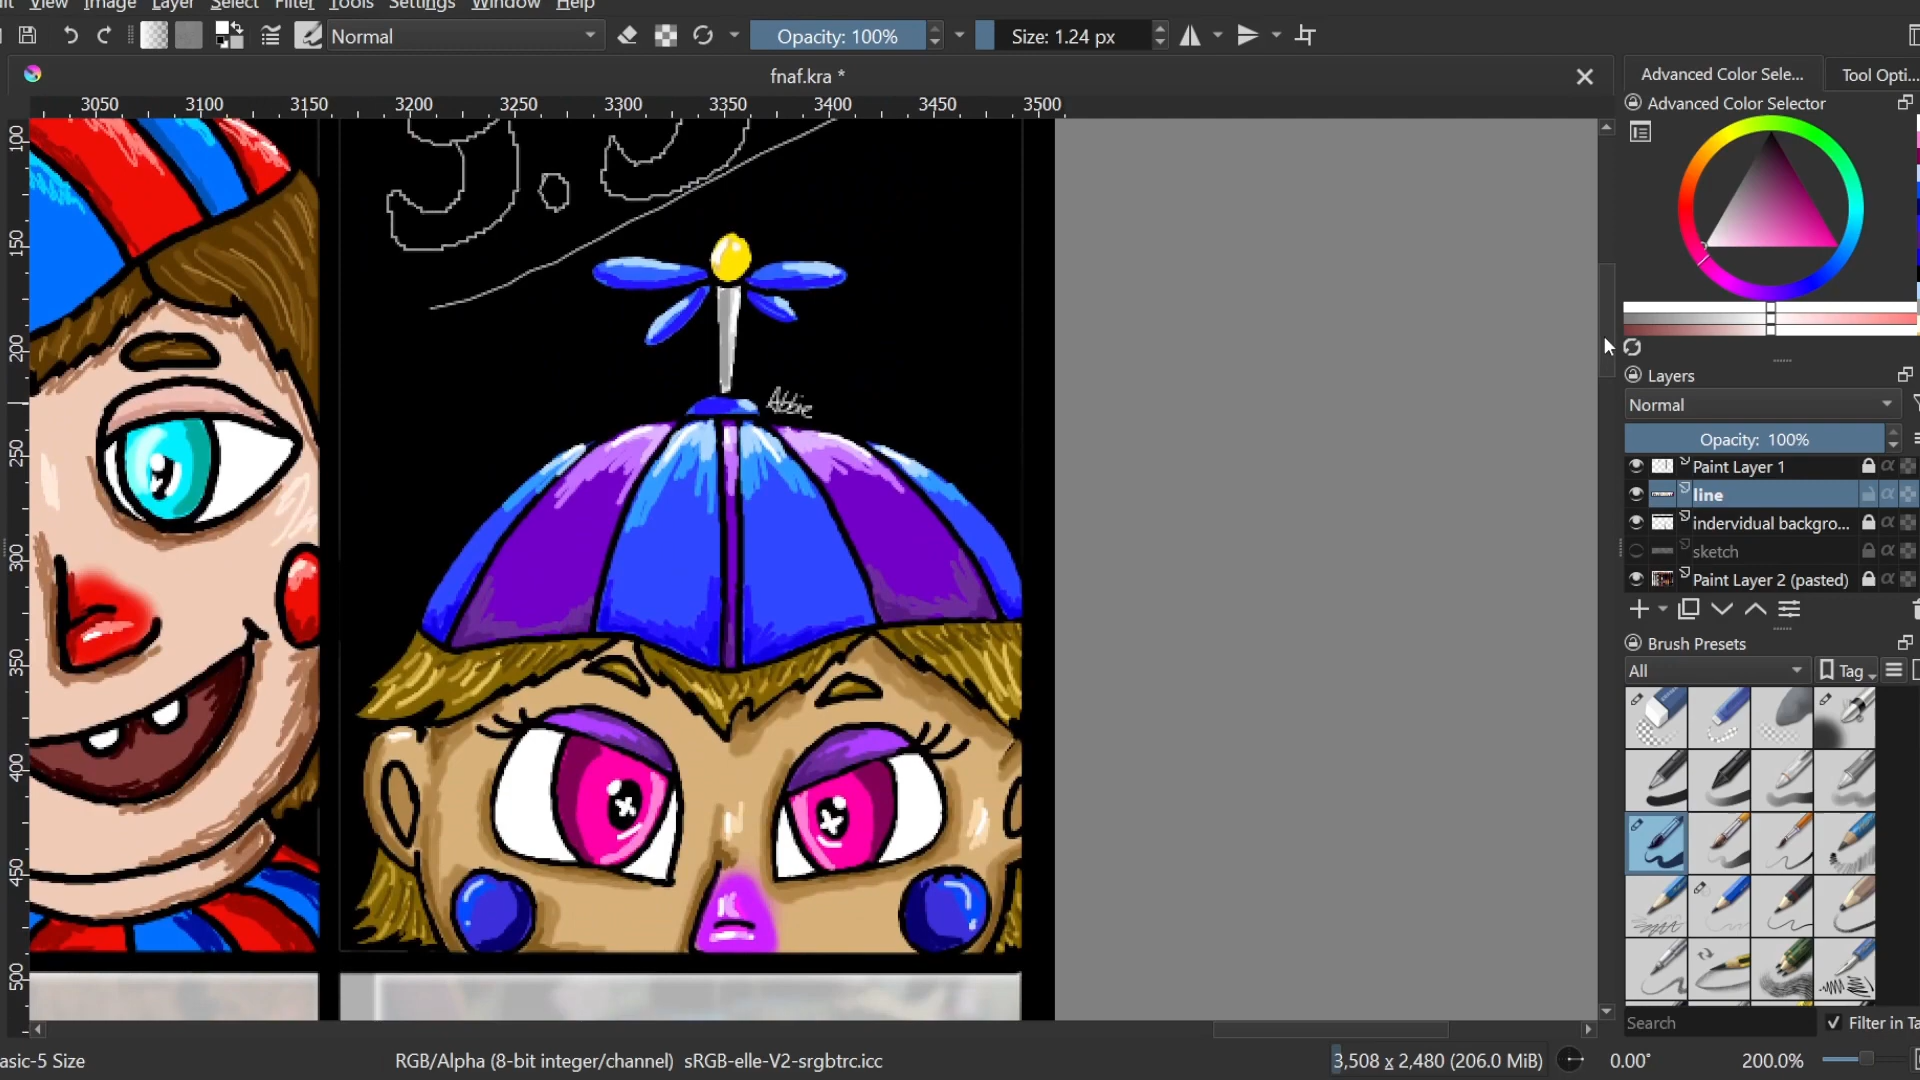 View Image Layer Select Filter Tools Settings Window Help
Normal Opacity: 100% Size: 1.24 px
fnaf.kra *
Advanced Color Sele... Tool Opti...
3050 3100 3150 3200 3250 3300 3350 3400 3450 3500
Advanced Color Selector
100
150
200
250
300
350
400
450
500
Abbie
Layers
Normal
Opacity: 100%
Paint Layer 1
line
indervidual backgro...
sketch
Paint Layer 2 (pasted)
Brush Presets
All Tag
Search Filter in Ta
asic-5 Size RGB/Alpha (8-bit integer/channel) sRGB-elle-V2-srgbtrc.icc 3,508 x 2,480 (206.0 MiB) 0.00° 200.0%